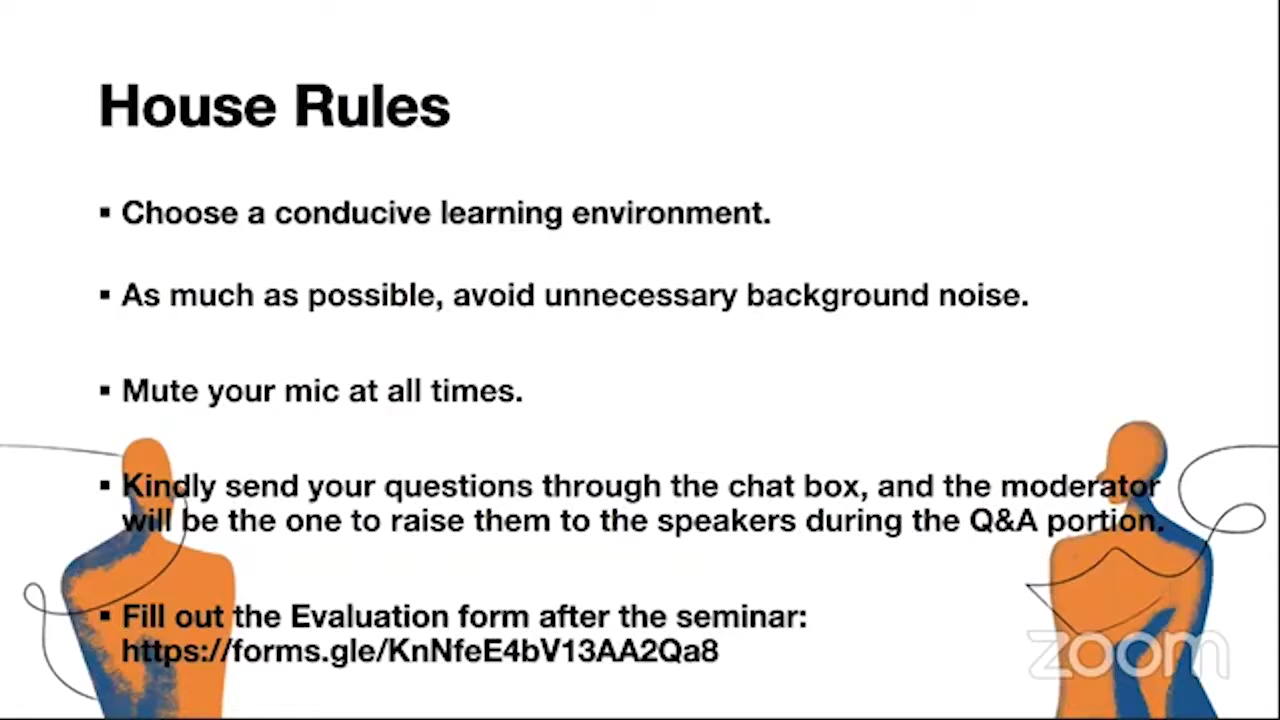 House Rules
▪ Choose a conducive learning environment.
▪ As much as possible, avoid unnecessary background noise.
▪ Mute your mic at all times.
▪ Kindly send your questions through the chat box, and the moderator
will be the one to raise them to the speakers during the Q&A portion.
▪ Fill out the Evaluation form after the seminar:
https://forms.gle/KnNfeE4bV13AA2Qa8
zoom